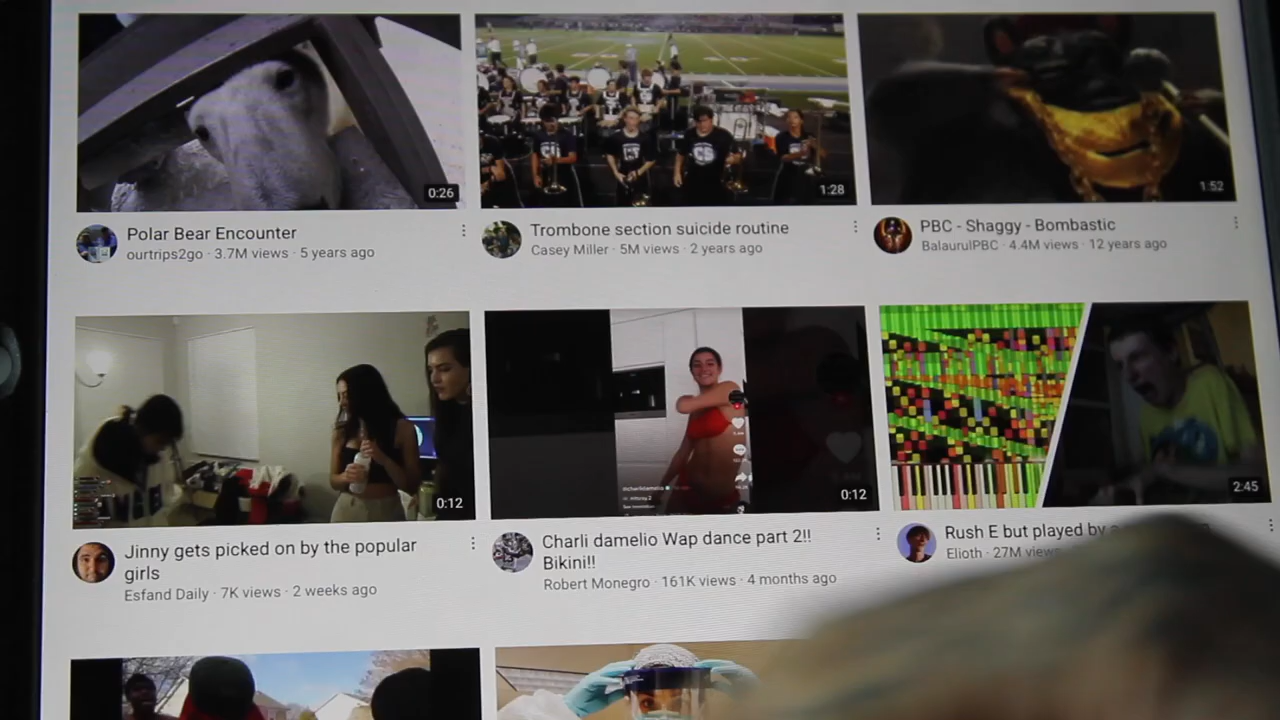 0:26
1:28
1:52
Polar Bear Encounter
ourtrips2go · 3.7M views · 5 years ago
Trombone section suicide routine
Casey Miller · 5M views · 2 years ago
PBC - Shaggy - Bombastic
BalaurulPBC · 4.4M views · 12 years ago
0:12
0:12
2:45
Jinny gets picked on by the popular
girls
Esfand Daily · 7K views · 2 weeks ago
Charli damelio Wap dance part 2!!
Bikini!!
Robert Monegro · 161K views · 4 months ago
Rush E but played by
Elioth · 27M views